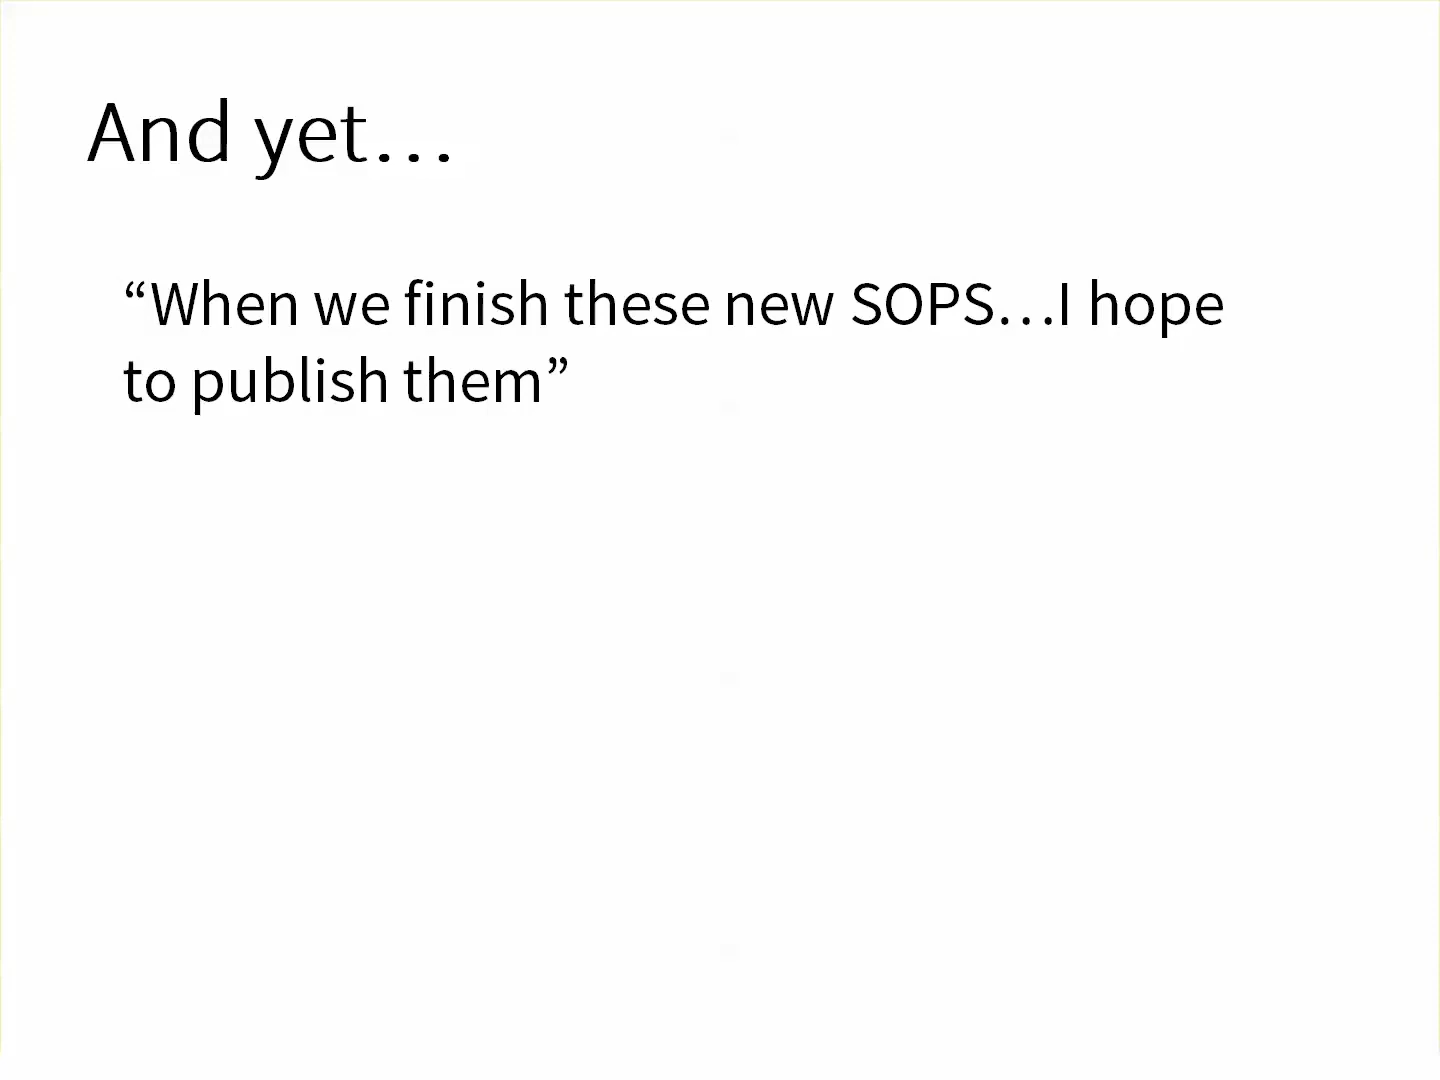 And yet…
“When we finish these new SOPS…I hope
to publish them”